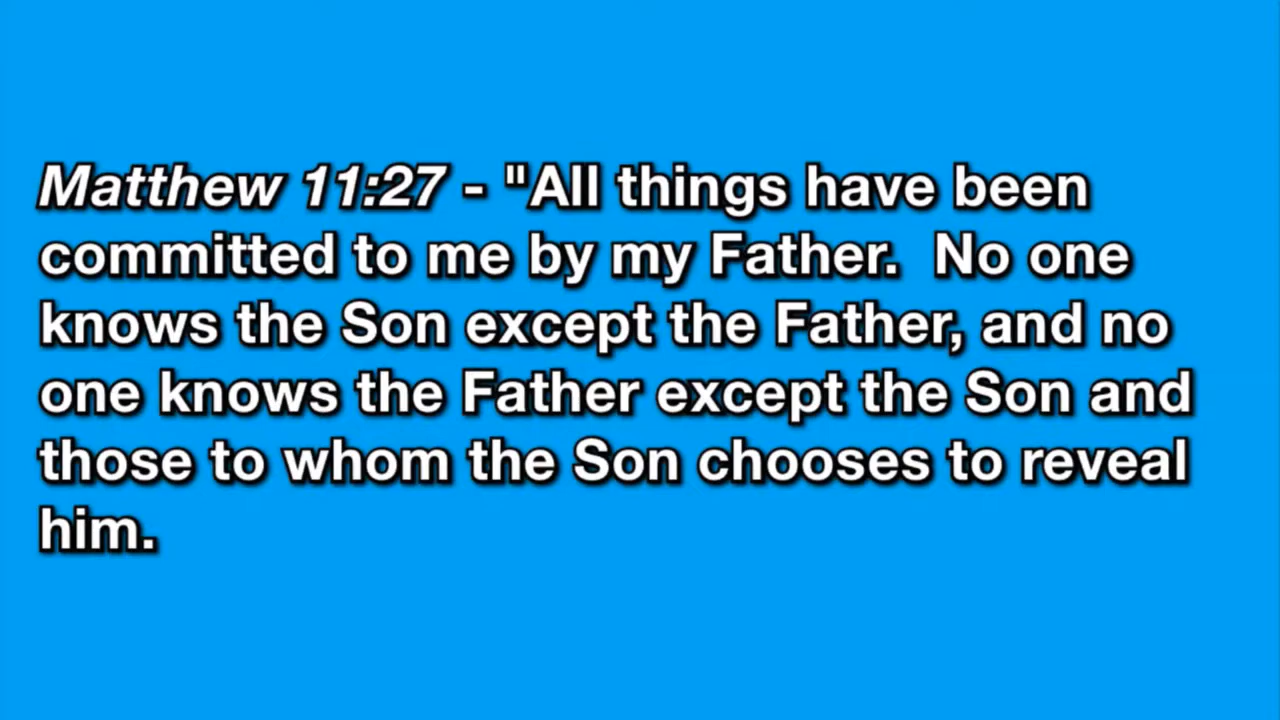 Matthew 11:27 - "All things have been
committed to me by my Father.  No one
knows the Son except the Father, and no
one knows the Father except the Son and
those to whom the Son chooses to reveal
him.